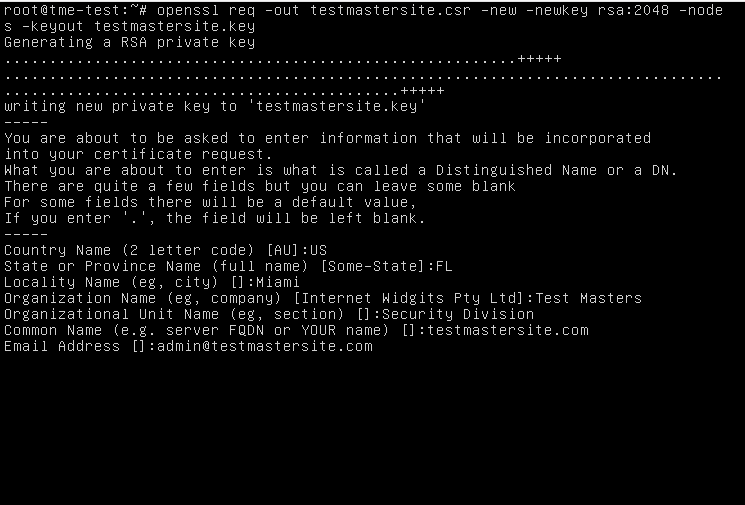 root@tme-test:~# openssl req -out testmastersite.csr -new -newkey rsa:2048 -node
s -keyout testmastersite.key
Generating a RSA private key
.........................................................+++++
................................................................................
............................................+++++
writing new private key to 'testmastersite.key'
-----
You are about to be asked to enter information that will be incorporated
into your certificate request.
What you are about to enter is what is called a Distinguished Name or a DN.
There are quite a few fields but you can leave some blank
For some fields there will be a default value,
If you enter '.', the field will be left blank.
-----
Country Name (2 letter code) [AU]:US
State or Province Name (full name) [Some-State]:FL
Locality Name (eg, city) []:Miami
Organization Name (eg, company) [Internet Widgits Pty Ltd]:Test Masters
Organizational Unit Name (eg, section) []:Security Division
Common Name (e.g. server FQDN or YOUR name) []:testmastersite.com
Email Address []:admin@testmastersite.com